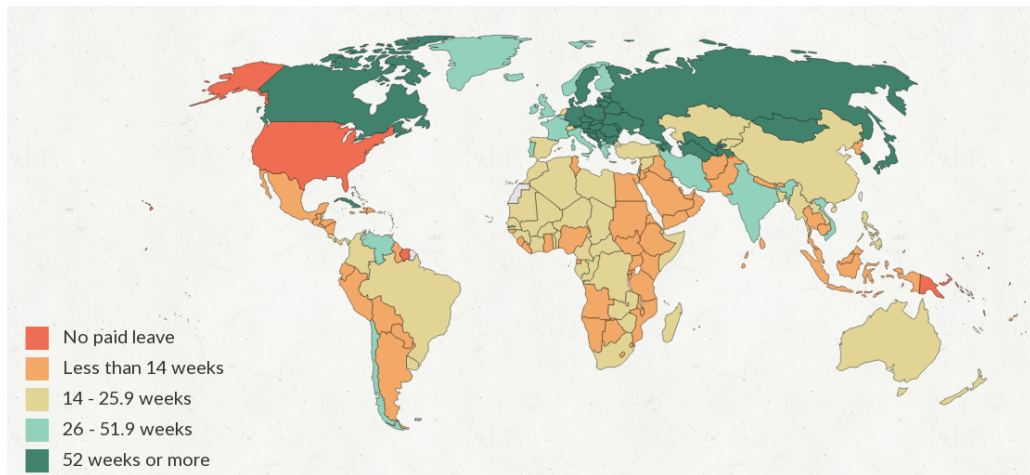 No paid leave
Less than 14 weeks
14 - 25.9 weeks
26 - 51.9 weeks
52 weeks or more